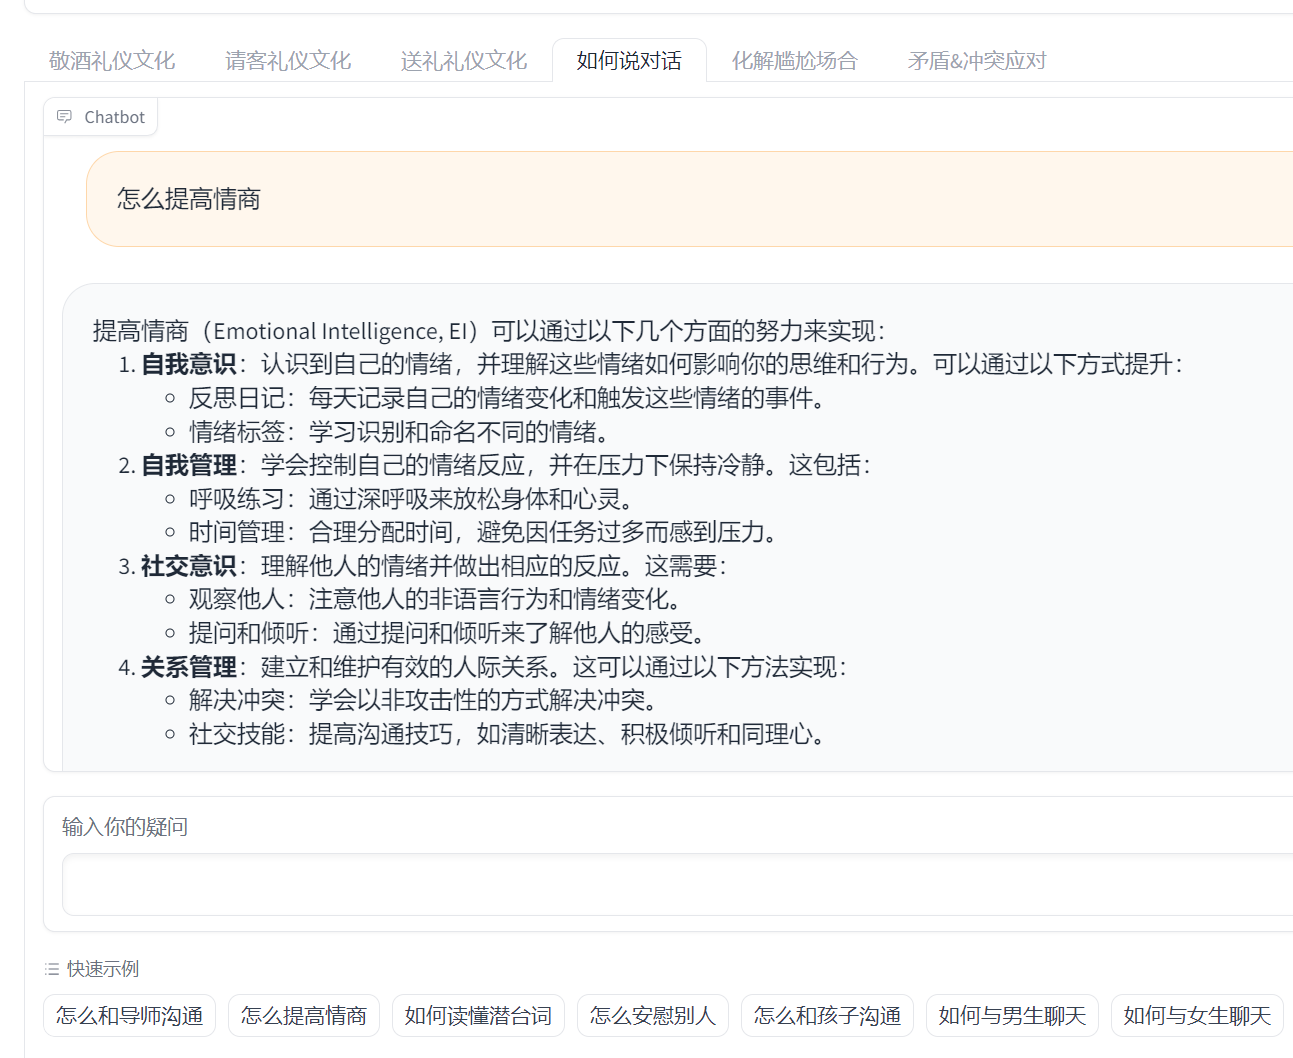 敬酒礼仪文化 请客礼仪文化 送礼礼仪文化 如何说对话 化解尴尬场合 矛盾&冲突应对
Chatbot
怎么提高情商
提高情商（Emotional Intelligence, EI）可以通过以下几个方面的努力来实现：
1. 自我意识：认识到自己的情绪，并理解这些情绪如何影响你的思维和行为。可以通过以下方式提升：
反思日记：每天记录自己的情绪变化和触发这些情绪的事件。
情绪标签：学习识别和命名不同的情绪。
2. 自我管理：学会控制自己的情绪反应，并在压力下保持冷静。这包括：
呼吸练习：通过深呼吸来放松身体和心灵。
时间管理：合理分配时间，避免因任务过多而感到压力。
3. 社交意识：理解他人的情绪并做出相应的反应。这需要：
观察他人：注意他人的非语言行为和情绪变化。
提问和倾听：通过提问和倾听来了解他人的感受。
4. 关系管理：建立和维护有效的人际关系。这可以通过以下方法实现：
解决冲突：学会以非攻击性的方式解决冲突。
社交技能：提高沟通技巧，如清晰表达、积极倾听和同理心。
输入你的疑问
快速示例
怎么和导师沟通 怎么提高情商 如何读懂潜台词 怎么安慰别人 怎么和孩子沟通 如何与男生聊天 如何与女生聊天